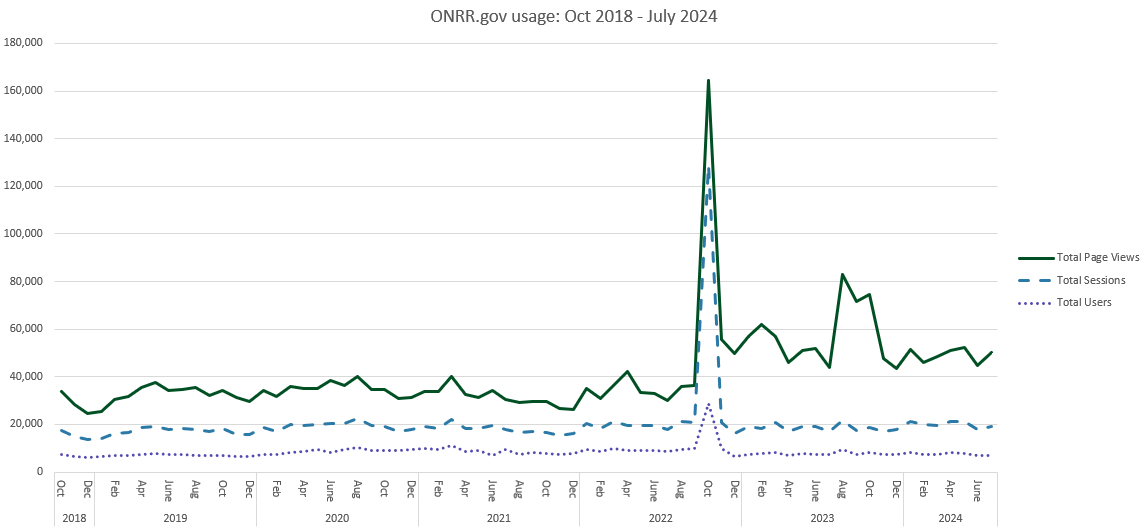 ONRR.gov usage: Oct 2018 - July 2024
180,000
160,000
140,000
120,000
100,000
80,000
60,000
40,000
20,000
0
Total Page Views
Total Sessions
Total Users
Oct Dec Feb Apr June Aug Oct Dec Feb Apr June Aug Oct Dec Feb Apr June Aug Oct Dec Feb Apr June Aug Oct Dec Feb Apr June Aug Oct Dec Feb Apr June
2018 2019 2020 2021 2022 2023 2024